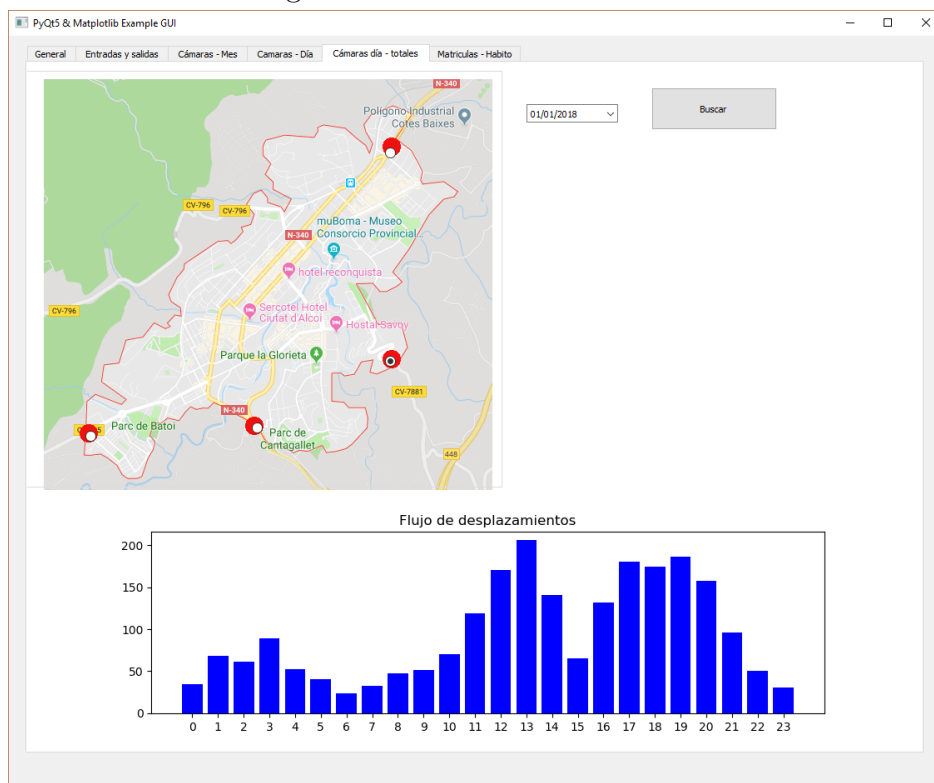 PyQt5 & Matplotlib Example GUI
General Entradas y salidas Cámaras - Mes Camaras - Día Cámaras día - totales Matriculas - Habito
N-340
Polígono Industrial
Cotes Baixes
01/01/2018
Buscar
CV-796 CV-796
muBoma - Museo
Consorcio Provincial...
N-340
hotel reconquista
CV-796
Sercotel Hotel
Ciutat d'Alcoi
Hostal Savoy
Parque la Glorieta
CV-7881
N-340
Parc de Batoi
Parc de
Cantagallet
448
Flujo de desplazamientos
200
150
100
50
0
0 1 2 3 4 5 6 7 8 9 10 11 12 13 14 15 16 17 18 19 20 21 22 23